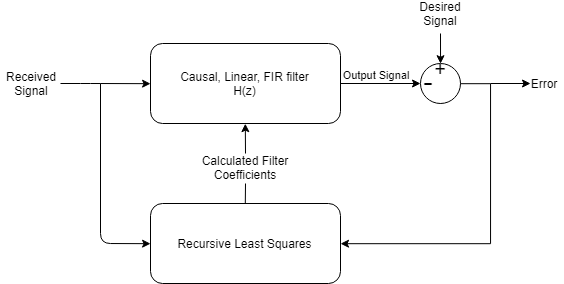 Desired
Signal
Received
Signal
Causal, Linear, FIR filter
H(z)
Output Signal
+
-
Error
Calculated Filter
Coefficients
Recursive Least Squares